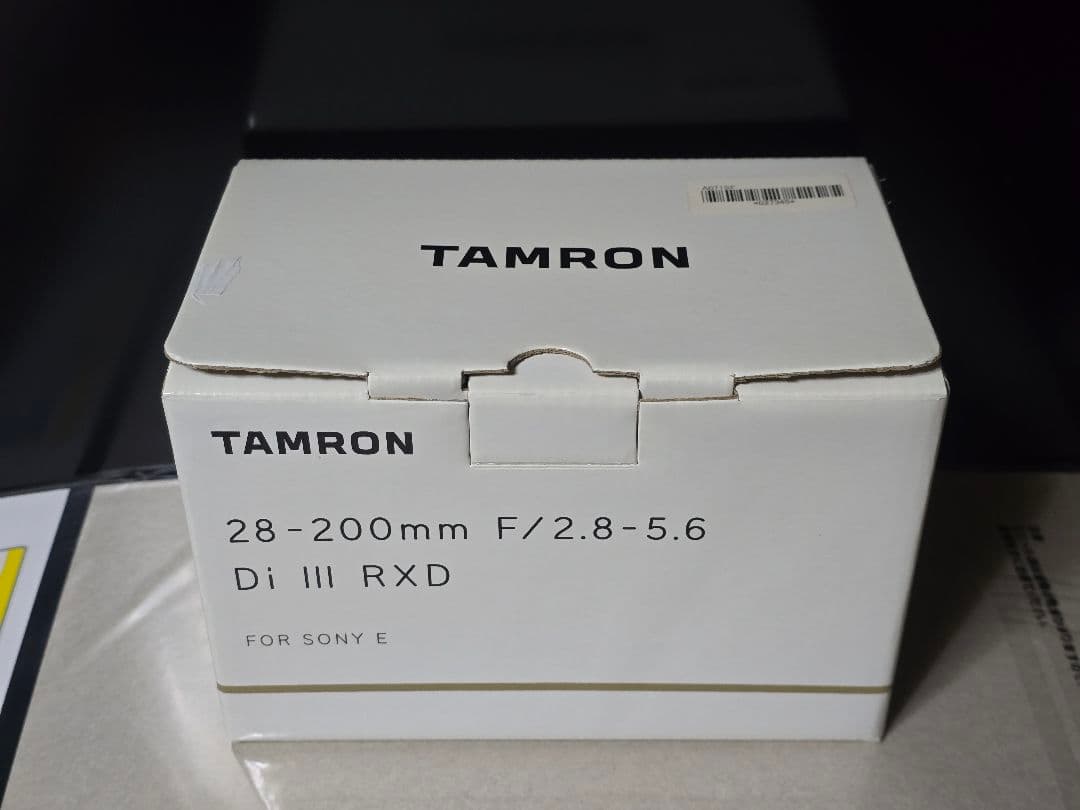 TAMRON
TAMRON
28-200mm F/2.8-5.6
Di III RXD
FOR SONY E